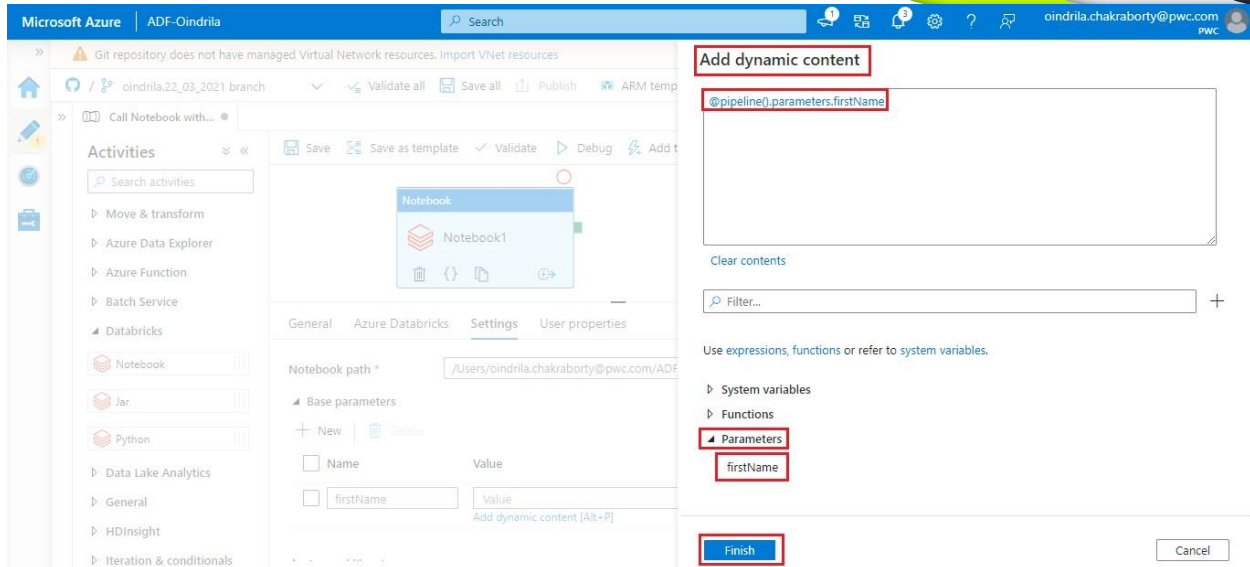 Microsoft Azure | ADF-Oindrila
Search
1
3
oindrila.chakraborty@pwc.com
PWC
Git repository does not have managed Virtual Network resources. Import VNet resources
/ oindrila.22_03_2021 branch
Validate all
Save all
Publish
ARM temp
Call Notebook with...
Activities
Save
Save as template
Validate
Debug
Add t
Search activities
Move & transform
Azure Data Explorer
Azure Function
Batch Service
Databricks
Notebook
Jar
Python
Data Lake Analytics
General
HDInsight
Iteration & conditionals
Notebook
Notebook1
{}
General
Azure Databricks
Settings
User properties
Notebook path *
/Users/oindrila.chakraborty@pwc.com/ADF
Base parameters
New
Delete
Name
Value
firstName
Value
Add dynamic content [Alt+P]
Add dynamic content
@pipeline().parameters.firstName
Clear contents
Filter...
Use expressions, functions or refer to system variables.
System variables
Functions
Parameters
firstName
Finish
Cancel